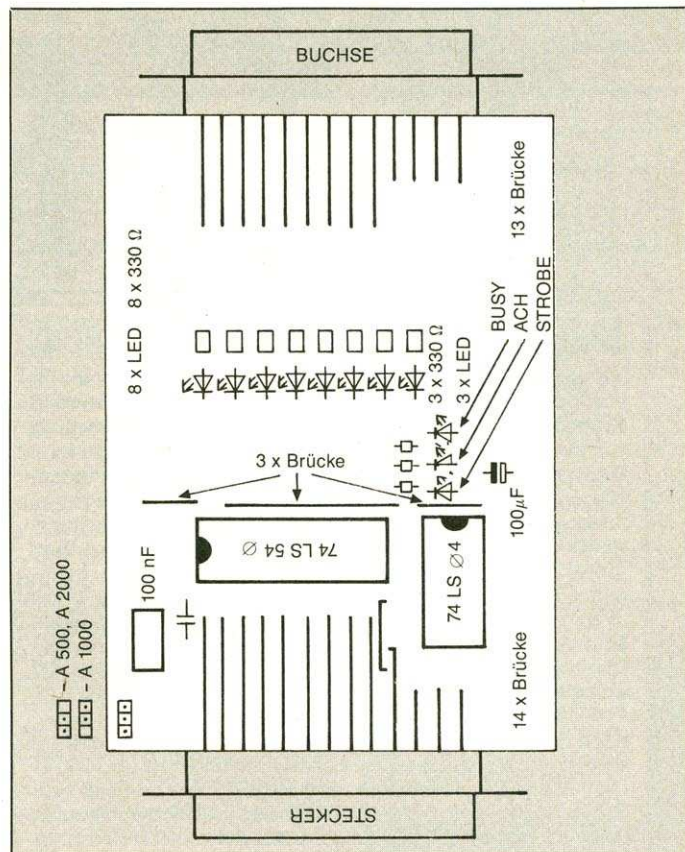 BUCHSE
13 x Brücke
8 x LED
8 x 330 Ω
3 x 330 Ω
3 x LED
BUSY
ACH
STROBE
3 x Brücke
100µF
74 LS 54 Ø
74 LS Ø4
100 nF
– A 500, A 2000
– A 1000
14 x Brücke
STECKER